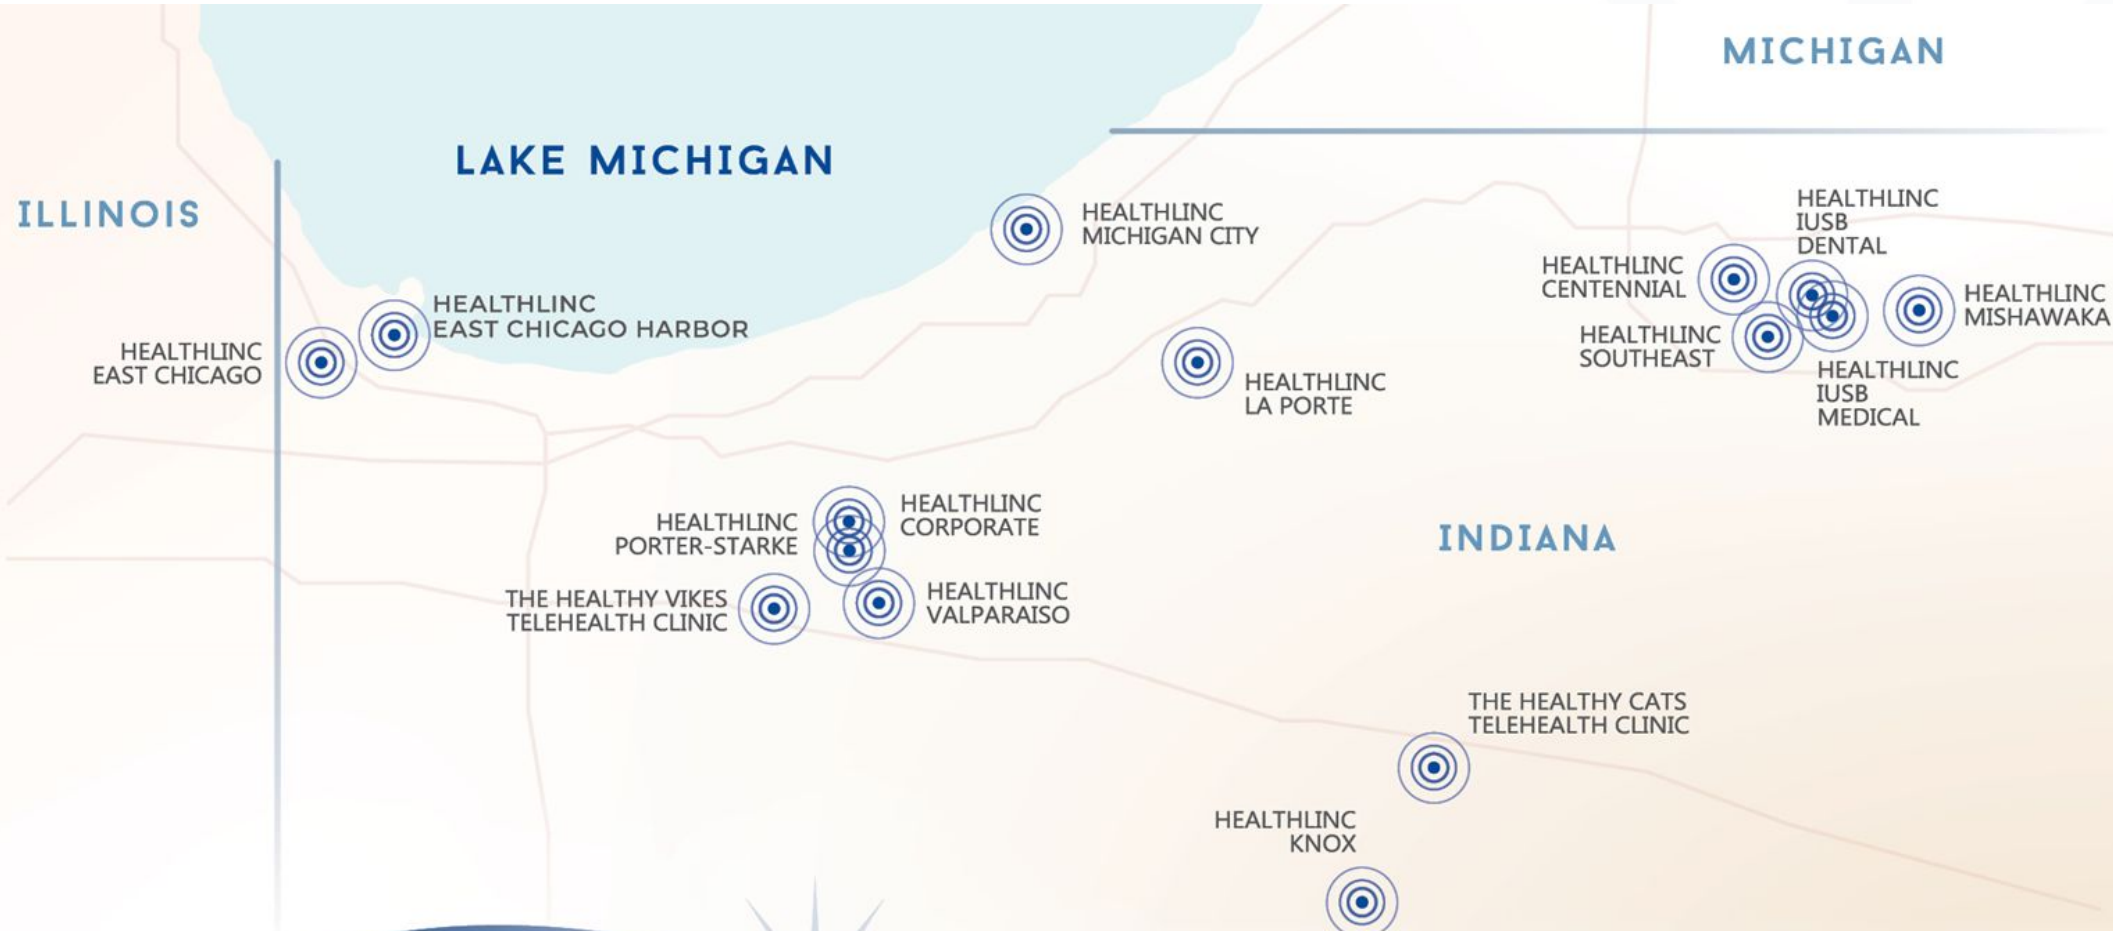 MICHIGAN
LAKE MICHIGAN
ILLINOIS
HEALTHLINC
MICHIGAN CITY
HEALTHLINC
IUSB
DENTAL
HEALTHLINC
CENTENNIAL
HEALTHLINC
MISHAWAKA
HEALTHLINC
EAST CHICAGO HARBOR
HEALTHLINC
EAST CHICAGO
HEALTHLINC
SOUTHEAST
HEALTHLINC
LA PORTE
HEALTHLINC
IUSB
MEDICAL
HEALTHLINC
CORPORATE
HEALTHLINC
PORTER-STARKE
INDIANA
THE HEALTHY VIKES
TELEHEALTH CLINIC
HEALTHLINC
VALPARAISO
THE HEALTHY CATS
TELEHEALTH CLINIC
HEALTHLINC
KNOX